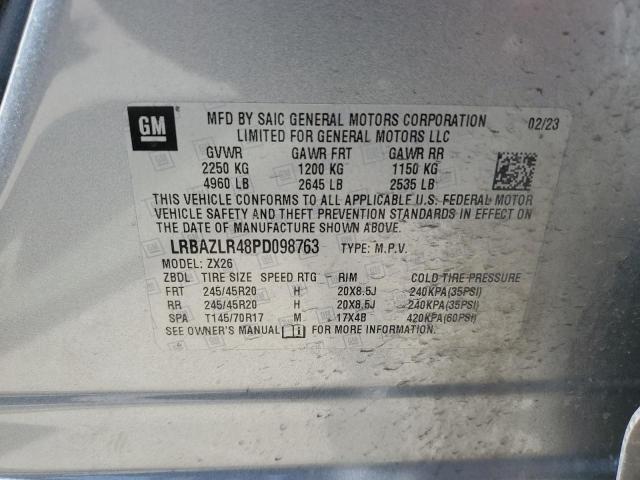 GM
MFD BY SAIC GENERAL MOTORS CORPORATION 02/23
LIMITED FOR GENERAL MOTORS LLC
GVWR GAWR FRT GAWR RR
2250 KG 1200 KG 1150 KG
4960 LB 2645 LB 2535 LB
THIS VEHICLE CONFORMS TO ALL APPLICABLE U.S. FEDERAL MOTOR
VEHICLE SAFETY AND THEFT PREVENTION STANDARDS IN EFFECT ON
THE DATE OF MANUFACTURE SHOWN ABOVE.
LRBAZLR48PD098763 TYPE: M.P.V.
MODEL: ZX26
ZBDL TIRE SIZE SPEED RTG RIM COLD TIRE PRESSURE
FRT 245/45R20 H 20X8.5J 240KPA(35PSI)
RR 245/45R20 H 20X8.5J 240KPA(35PSI)
SPA T145/70R17 M 17X4B 420KPA(60PSI)
SEE OWNER'S MANUAL FOR MORE INFORMATION.